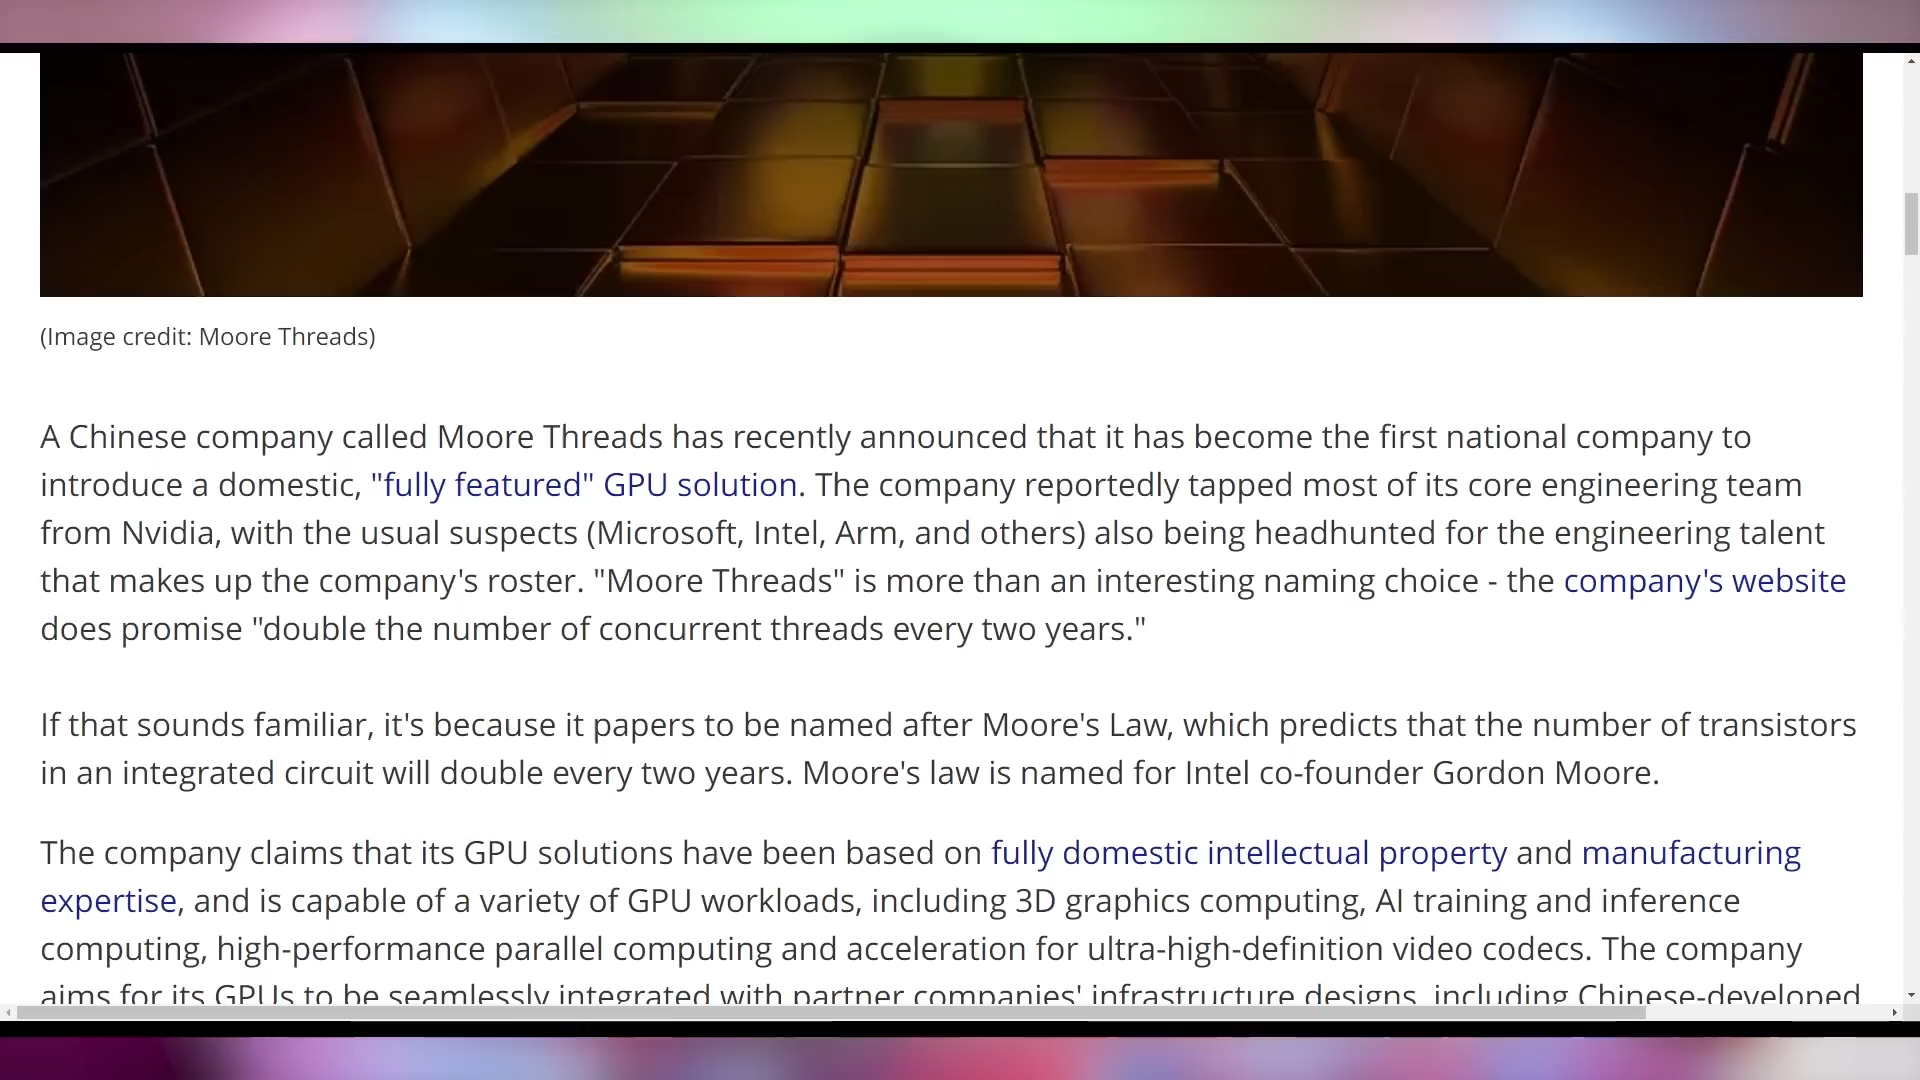 (Image credit: Moore Threads)
A Chinese company called Moore Threads has recently announced that it has become the first national company to
introduce a domestic, "fully featured" GPU solution. The company reportedly tapped most of its core engineering team
from Nvidia, with the usual suspects (Microsoft, Intel, Arm, and others) also being headhunted for the engineering talent
that makes up the company's roster. "Moore Threads" is more than an interesting naming choice - the company's website
does promise "double the number of concurrent threads every two years."
If that sounds familiar, it's because it papers to be named after Moore's Law, which predicts that the number of transistors
in an integrated circuit will double every two years. Moore's law is named for Intel co-founder Gordon Moore.
The company claims that its GPU solutions have been based on fully domestic intellectual property and manufacturing
expertise, and is capable of a variety of GPU workloads, including 3D graphics computing, AI training and inference
computing, high-performance parallel computing and acceleration for ultra-high-definition video codecs. The company
aims for its GPUs to be seamlessly integrated with partner companies' infrastructure designs, including Chinese-developed